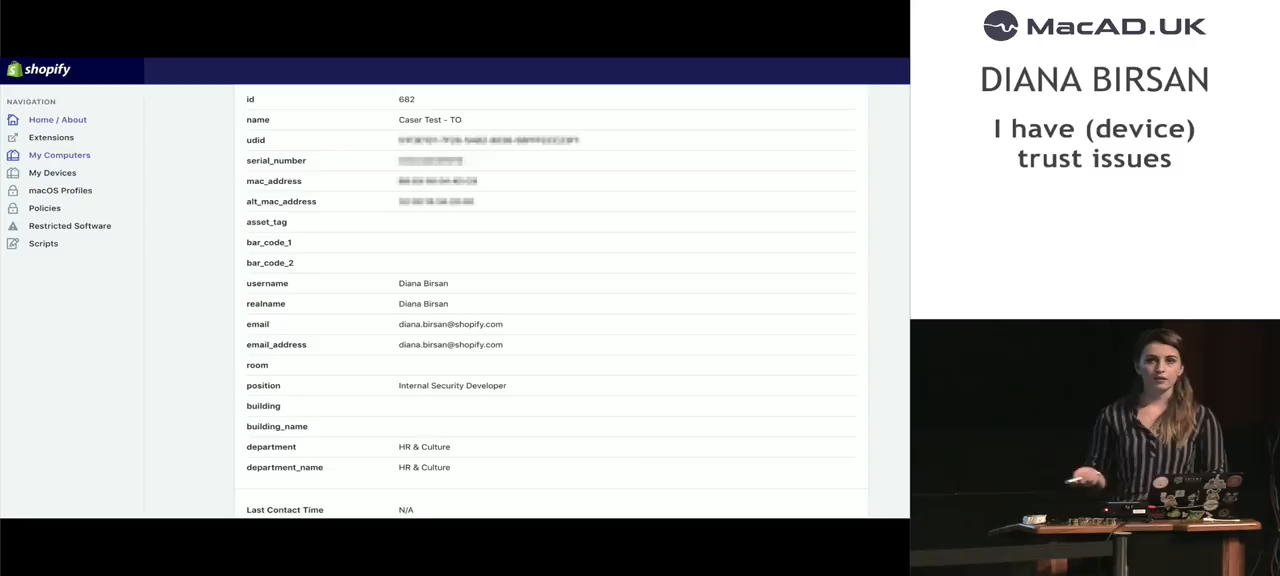 shopify
NAVIGATION
Home / About
Extensions
My Computers
My Devices
macOS Profiles
Policies
Restricted Software
Scripts
id 682
name Caser Test - TO
udid
serial_number
mac_address
alt_mac_address
asset_tag
bar_code_1
bar_code_2
username Diana Birsan
realname Diana Birsan
email diana.birsan@shopify.com
email_address diana.birsan@shopify.com
room
position Internal Security Developer
building
building_name
department HR & Culture
department_name HR & Culture
Last Contact Time N/A
MacAD.UK
DIANA BIRSAN
I have (device)
trust issues